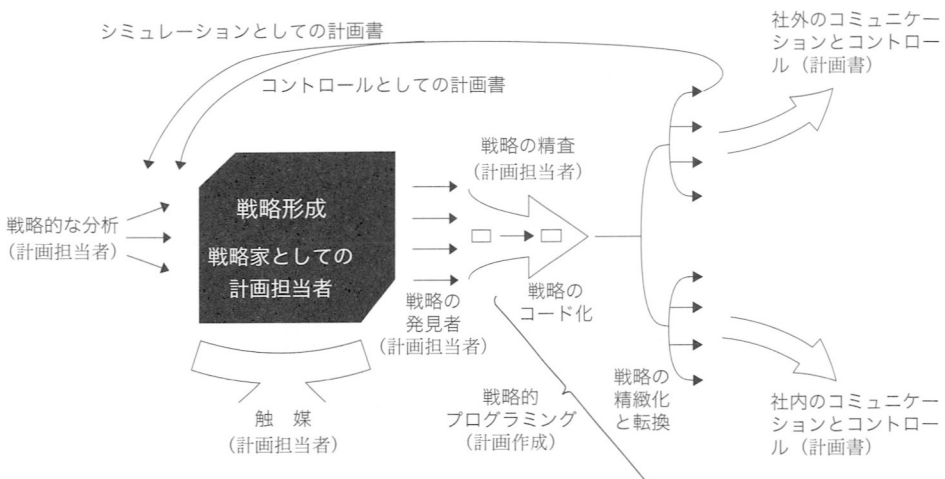 シミュレーションとしての計画書
コントロールとしての計画書
社外のコミュニケー
ションとコントロー
ル（計画書）
戦略の精査
（計画担当者）
戦略形成
戦略家としての
計画担当者
戦略的な分析
（計画担当者）
戦略の
発見者
（計画担当者）
戦略の
コード化
触　媒
（計画担当者）
戦略的
プログラミング
（計画作成）
戦略の
精緻化
と転換
社内のコミュニケー
ションとコントロー
ル（計画書）